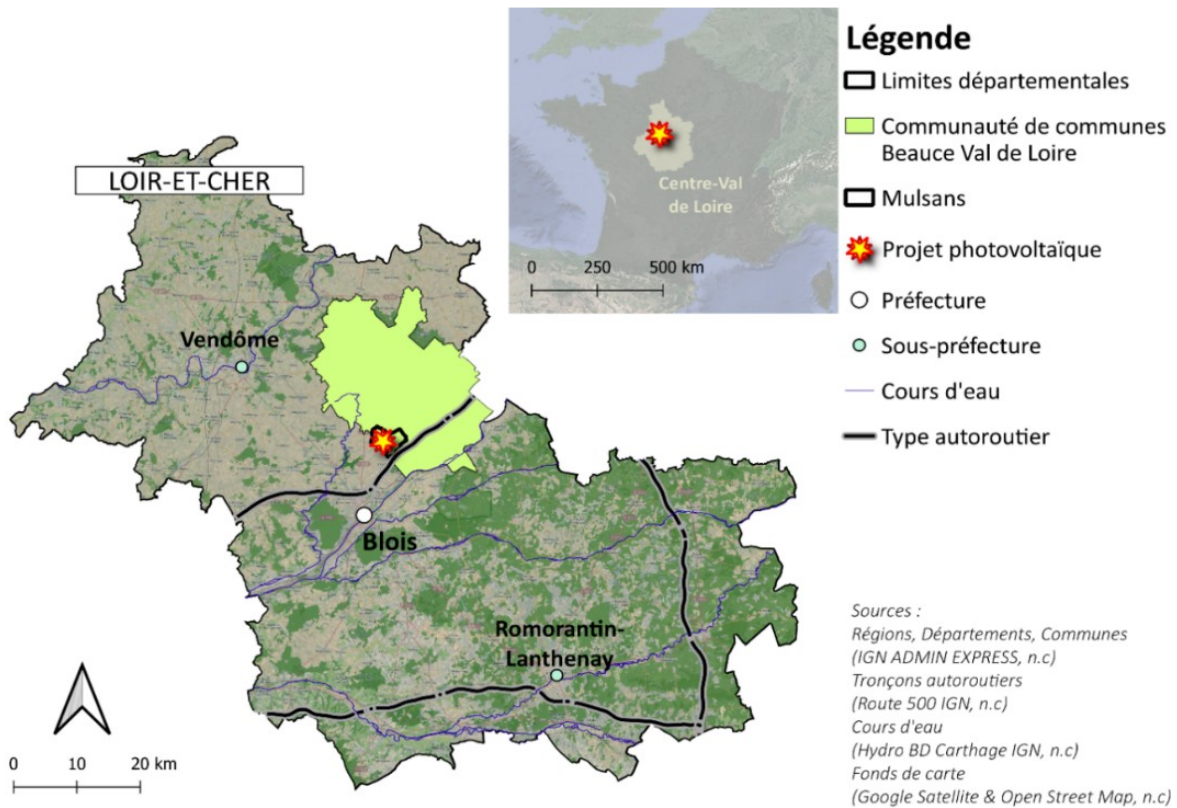 LOIR-ET-CHER
Vendôme
Blois
Romorantin-
Lanthenay
0 10 20 km
Centre-Val
de Loire
0 250 500 km
Légende
Limites départementales
Communauté de communes
Beauce Val de Loire
Mulsans
Projet photovoltaïque
Préfecture
Sous-préfecture
Cours d'eau
Type autoroutier
Sources :
Régions, Départements, Communes
(IGN ADMIN EXPRESS, n.c)
Tronçons autoroutiers
(Route 500 IGN, n.c)
Cours d'eau
(Hydro BD Carthage IGN, n.c)
Fonds de carte
(Google Satellite & Open Street Map, n.c)